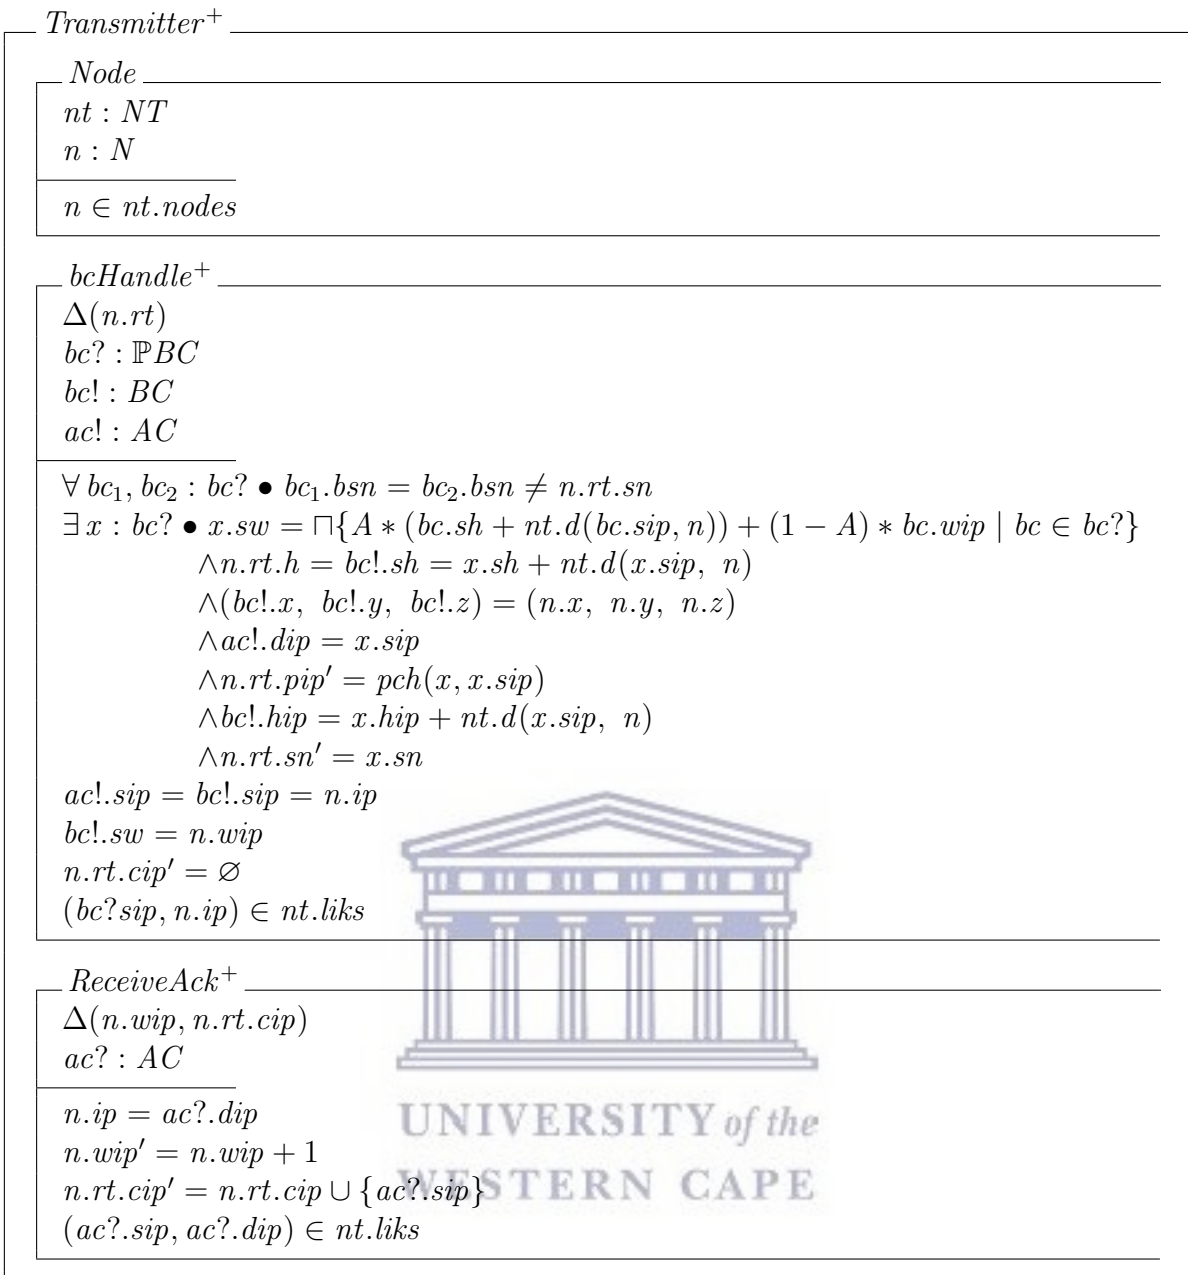 Transmitter⁺
Node
nt : NT
n : N
n ∈ nt.nodes
bcHandle⁺
Δ(n.rt)
bc? : ℙBC
bc! : BC
ac! : AC
∀ bc₁, bc₂ : bc? • bc₁.bsn = bc₂.bsn ≠ n.rt.sn
∃ x : bc? • x.sw = ⊓{A ∗ (bc.sh + nt.d(bc.sip, n)) + (1 − A) ∗ bc.wip | bc ∈ bc?}
∧n.rt.h = bc!.sh = x.sh + nt.d(x.sip, n)
∧(bc!.x, bc!.y, bc!.z) = (n.x, n.y, n.z)
∧ac!.dip = x.sip
∧n.rt.pip′ = pch(x, x.sip)
∧bc!.hip = x.hip + nt.d(x.sip, n)
∧n.rt.sn′ = x.sn
ac!.sip = bc!.sip = n.ip
bc!.sw = n.wip
n.rt.cip′ = ∅
(bc?sip, n.ip) ∈ nt.liks
ReceiveAck⁺
Δ(n.wip, n.rt.cip)
ac? : AC
n.ip = ac?.dip
n.wip′ = n.wip + 1
n.rt.cip′ = n.rt.cip ∪ {ac?.sip}
(ac?.sip, ac?.dip) ∈ nt.liks
UNIVERSITY of the
WESTERN CAPE